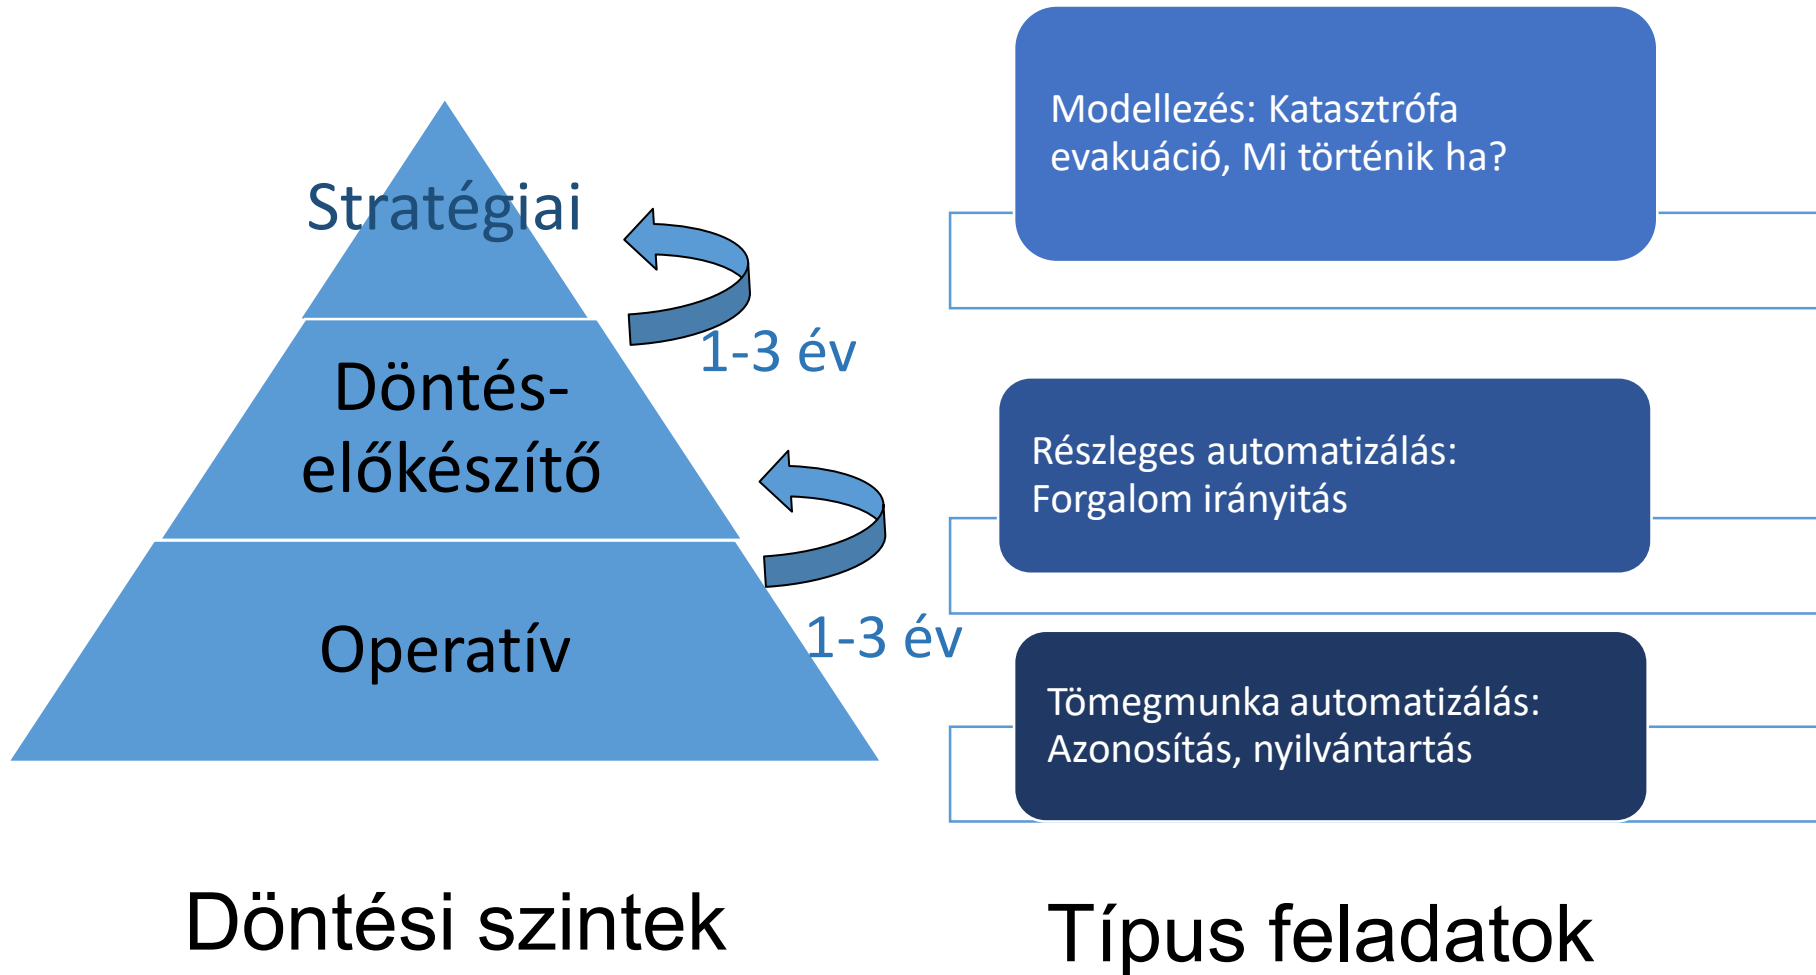 Stratégiai
1-3 év
Döntés-
előkészítő
1-3 év
Operatív
Döntési szintek
Modellezés: Katasztrófa
evakuáció, Mi történik ha?
Részleges automatizálás:
Forgalom irányitás
Tömegmunka automatizálás:
Azonosítás, nyilvántartás
Típus feladatok